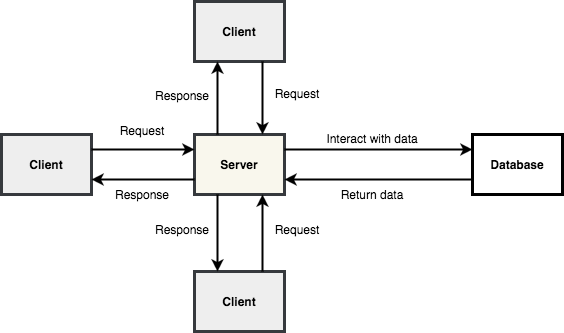 Client
Response
Request
Request
Interact with data
Client
Server
Database
Response
Return data
Response
Request
Client